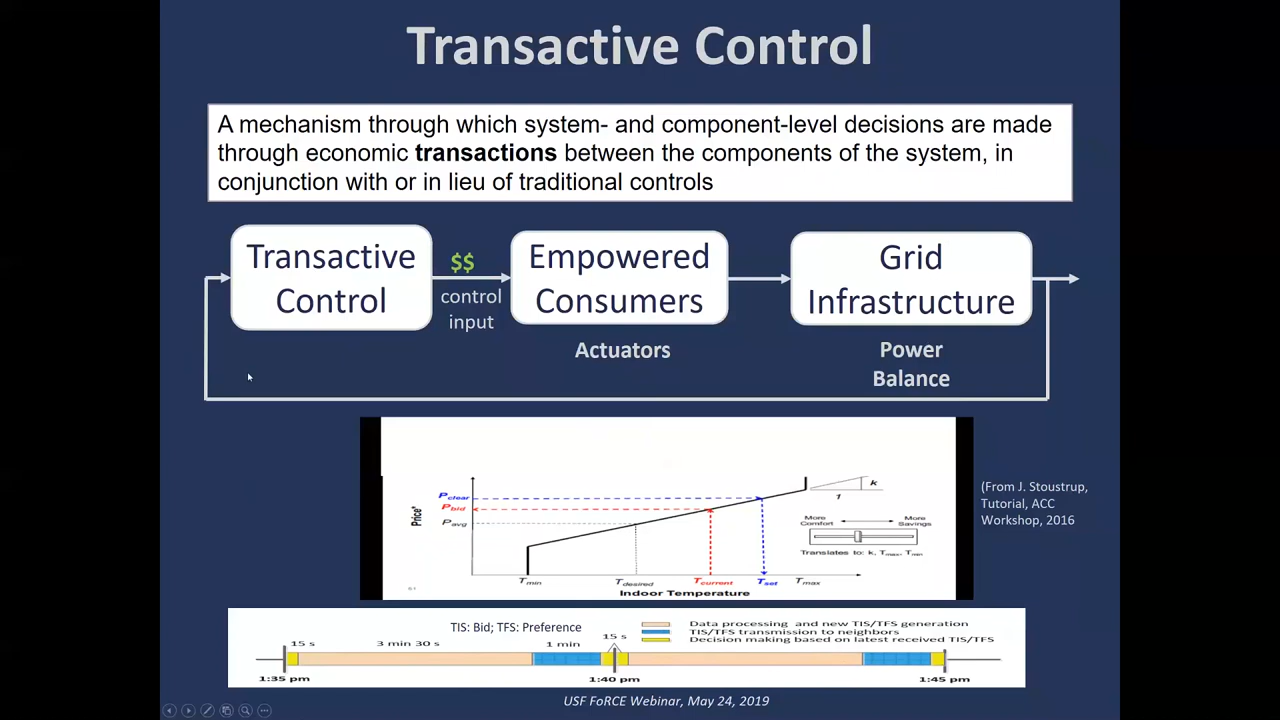 Transactive Control
A mechanism through which system- and component-level decisions are made
through economic transactions between the components of the system, in
conjunction with or in lieu of traditional controls
Transactive
Control
$$
control
input
Empowered
Consumers
Actuators
Grid
Infrastructure
Power
Balance
Price*
Pclear
Pbid
Pavg
k
1
More
Comfort
More
Savings
Translates to: k, Tmax, Tmin
Tmin
Tdesired
Tcurrent
Tset
Tmax
Indoor Temperature
(From J. Stoustrup,
Tutorial, ACC
Workshop, 2016
TIS: Bid; TFS: Preference
Data processing and new TIS/TFS generation
TIS/TFS transmission to neighbors
Decision making based on latest received TIS/TFS
15 s
3 min 30 s
1 min
15 s
1:35 pm
1:40 pm
1:45 pm
USF FoRCE Webinar, May 24, 2019